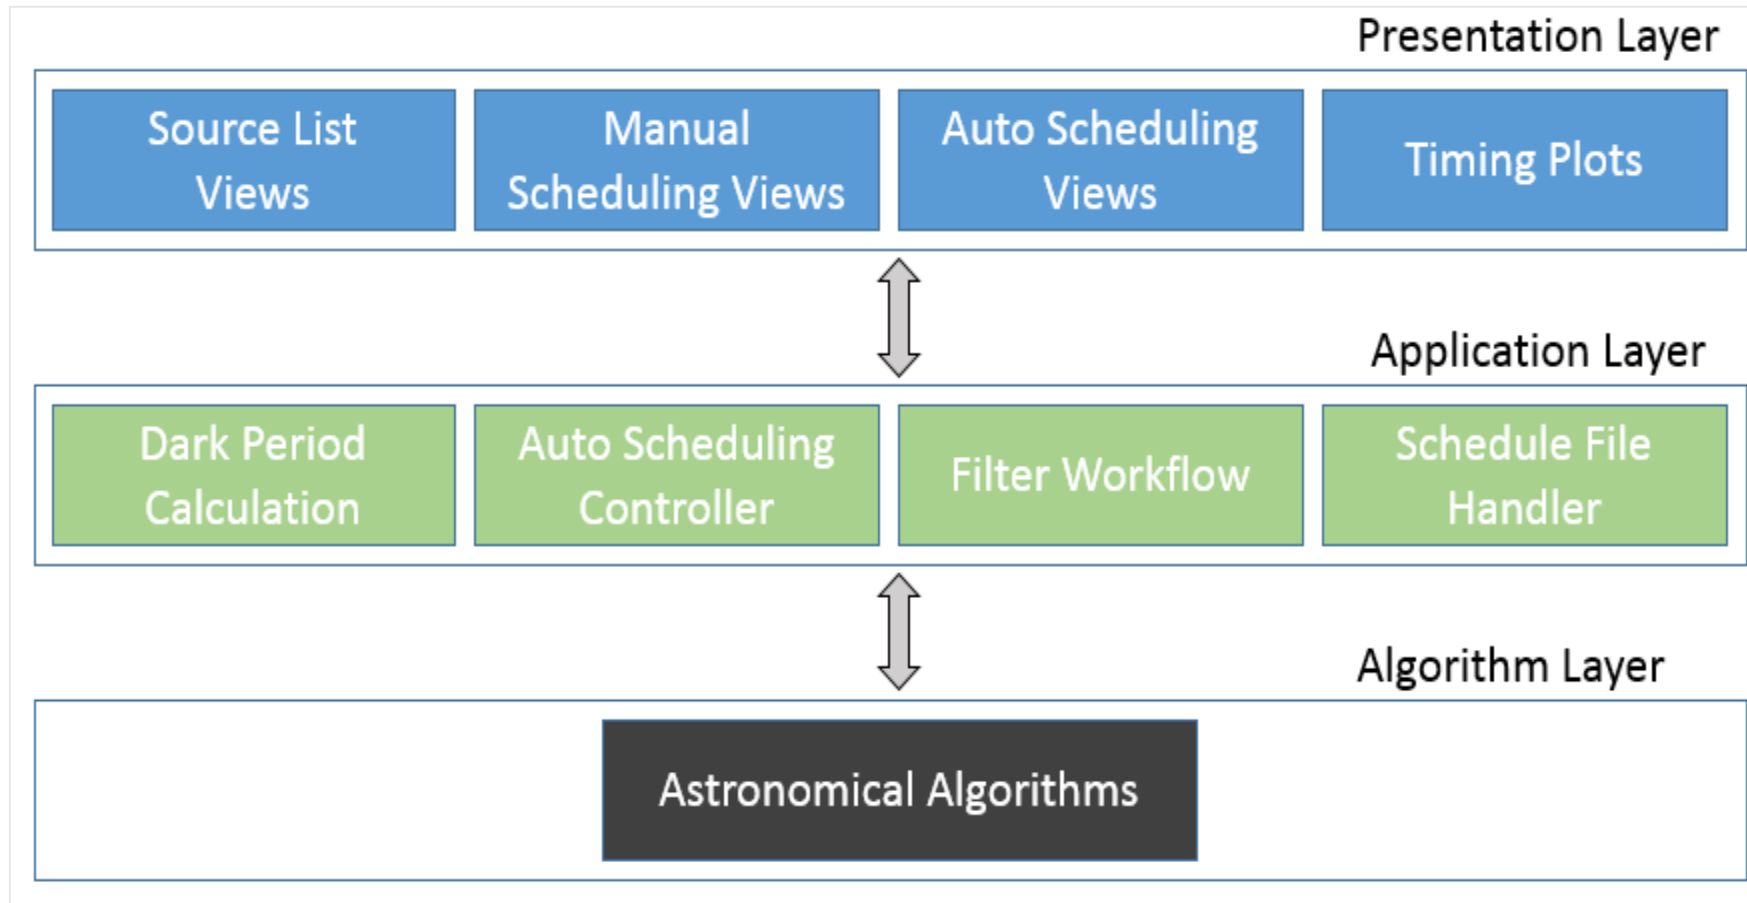 Presentation Layer
Source List
Views
Manual
Scheduling Views
Auto Scheduling
Views
Timing Plots
Application Layer
Dark Period
Calculation
Auto Scheduling
Controller
Filter Workflow
Schedule File
Handler
Algorithm Layer
Astronomical Algorithms